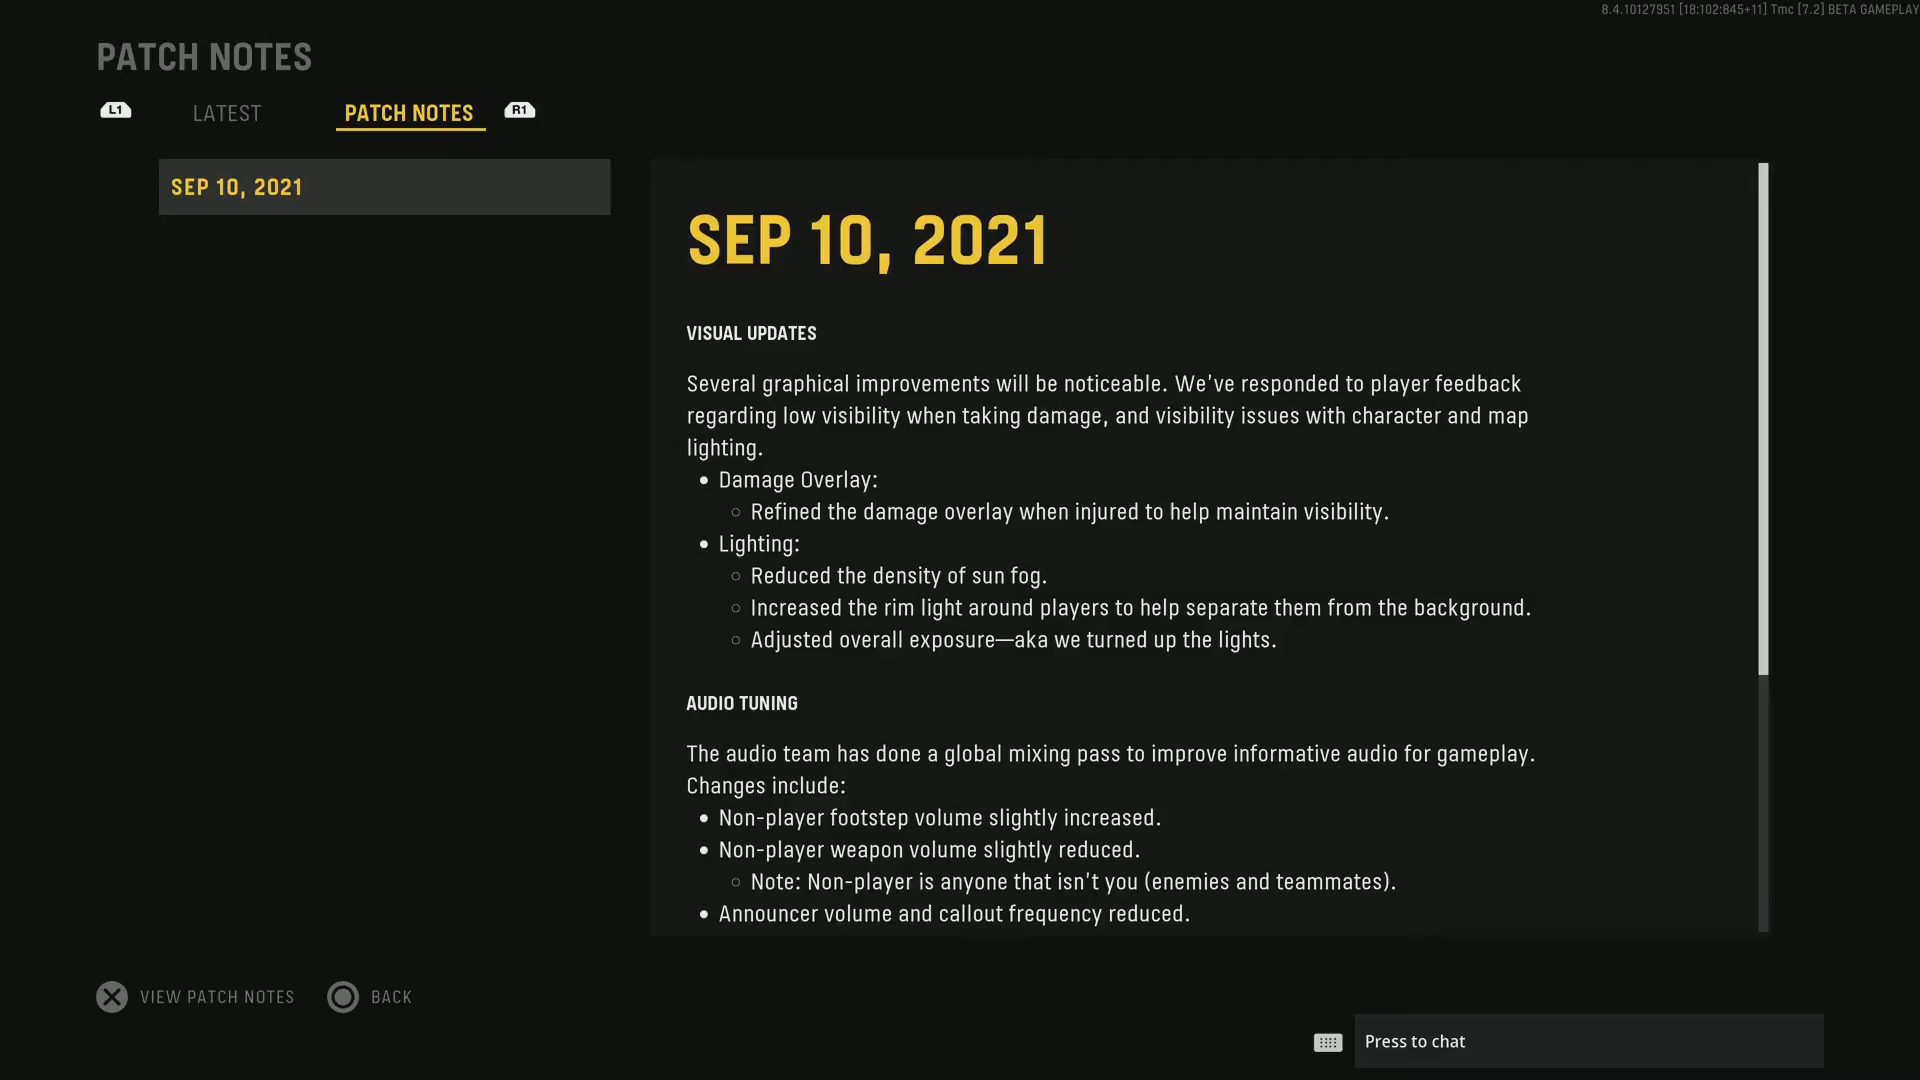 8.4.10127951 [18:102:845+11] Tmc [7.2] BETA GAMEPLAY
PATCH NOTES
L1 LATEST PATCH NOTES R1
SEP 10, 2021
SEP 10, 2021
VISUAL UPDATES
Several graphical improvements will be noticeable. We've responded to player feedback
regarding low visibility when taking damage, and visibility issues with character and map
lighting.
• Damage Overlay:
○ Refined the damage overlay when injured to help maintain visibility.
• Lighting:
○ Reduced the density of sun fog.
○ Increased the rim light around players to help separate them from the background.
○ Adjusted overall exposure—aka we turned up the lights.
AUDIO TUNING
The audio team has done a global mixing pass to improve informative audio for gameplay.
Changes include:
• Non-player footstep volume slightly increased.
• Non-player weapon volume slightly reduced.
○ Note: Non-player is anyone that isn't you (enemies and teammates).
• Announcer volume and callout frequency reduced.
VIEW PATCH NOTES BACK
Press to chat